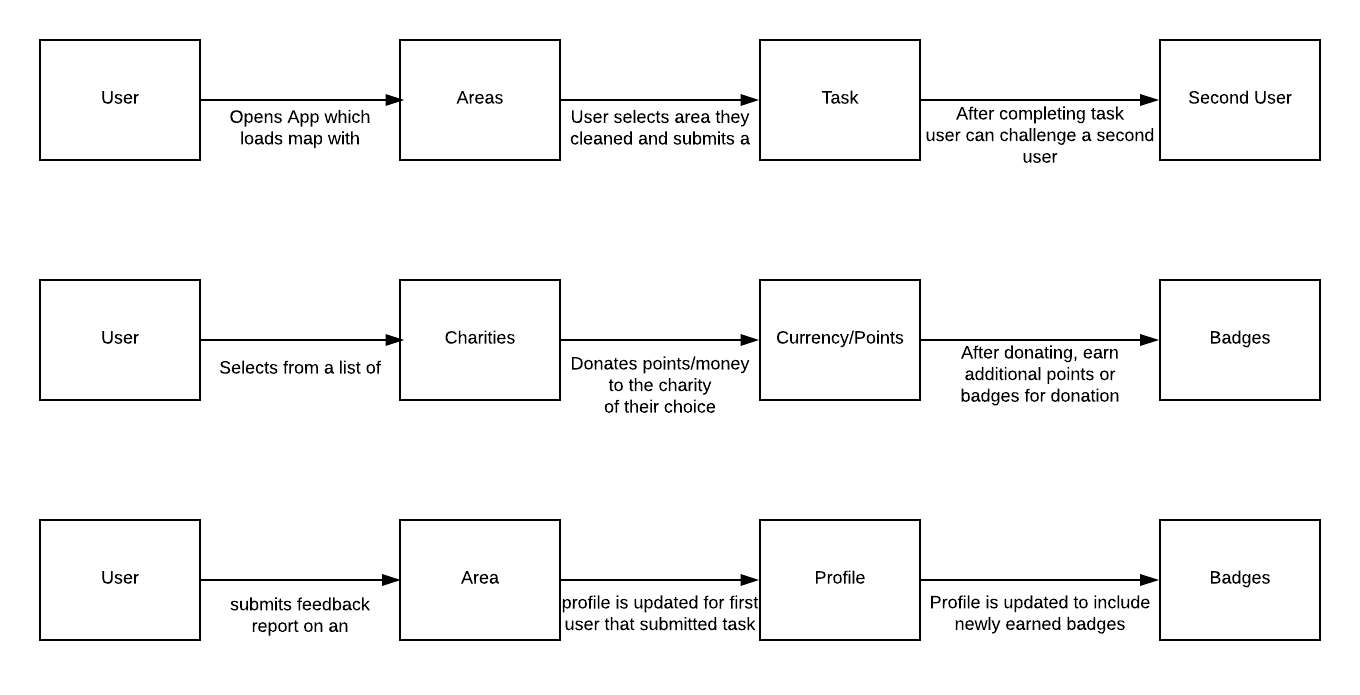 User
Opens App which
loads map with
Areas
User selects area they
cleaned and submits a
Task
After completing task
user can challenge a second
user
Second User
User
Selects from a list of
Charities
Donates points/money
to the charity
of their choice
Currency/Points
After donating, earn
additional points or
badges for donation
Badges
User
submits feedback
report on an
Area
profile is updated for first
user that submitted task
Profile
Profile is updated to include
newly earned badges
Badges